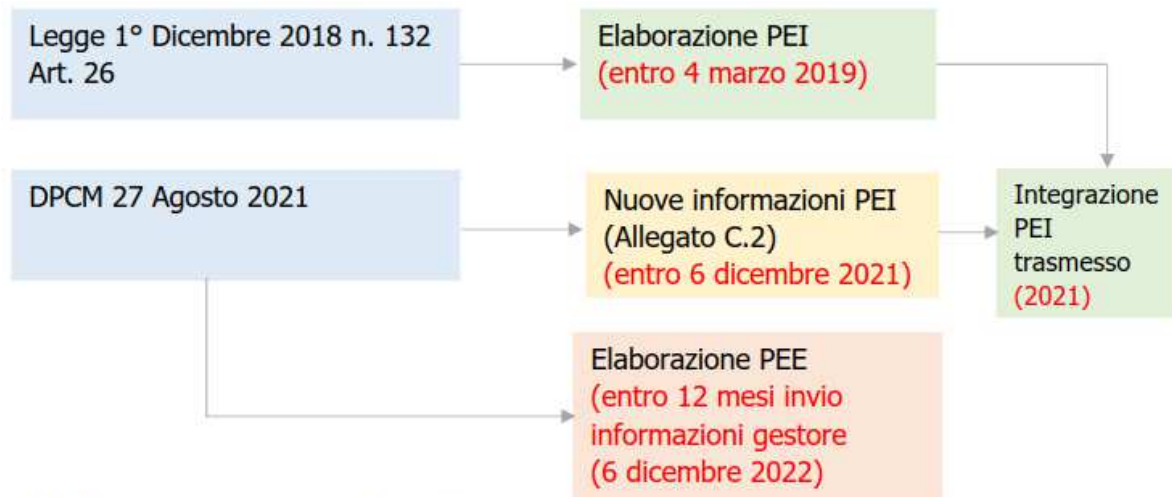 Legge 1° Dicembre 2018 n. 132
Art. 26
Elaborazione PEI
(entro 4 marzo 2019)
DPCM 27 Agosto 2021
Nuove informazioni PEI
(Allegato C.2)
(entro 6 dicembre 2021)
Integrazione
PEI
trasmesso
(2021)
Elaborazione PEE
(entro 12 mesi invio
informazioni gestore
(6 dicembre 2022)